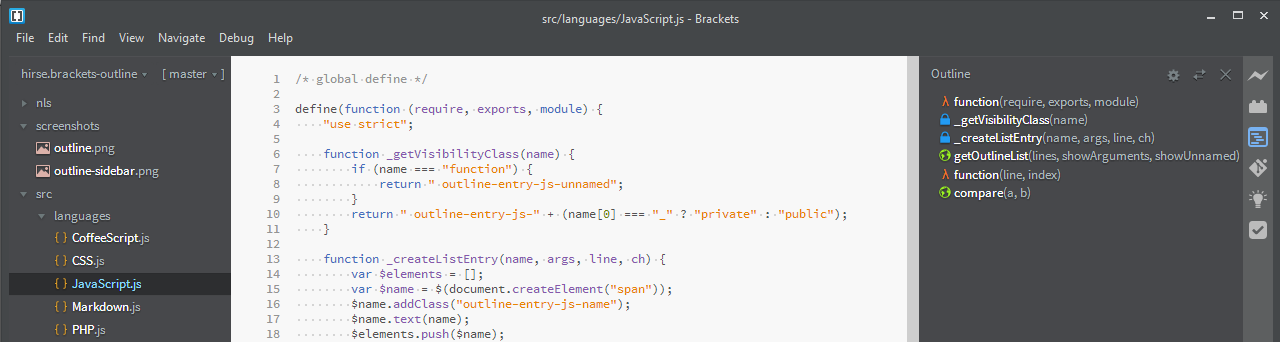 src/languages/JavaScript.js - Brackets
File Edit Find View Navigate Debug Help
hirse.brackets-outline [ master ]
nls
screenshots
outline.png
outline-sidebar.png
src
languages
{ } CoffeeScript.js
{ } CSS.js
{ } JavaScript.js
{ } Markdown.js
{ } PHP.js
1 /* global define */
2
3 define(function (require, exports, module) {
4 "use strict";
5
6 function _getVisibilityClass(name) {
7 if (name === "function") {
8 return " outline-entry-js-unnamed";
9 }
10 return " outline-entry-js-" + (name[0] === "_" ? "private" : "public");
11 }
12
13 function _createListEntry(name, args, line, ch) {
14 var $elements = [];
15 var $name = $(document.createElement("span"));
16 $name.addClass("outline-entry-js-name");
17 $name.text(name);
18 $elements.push($name);
Outline
λ function(require, exports, module)
_getVisibilityClass(name)
_createListEntry(name, args, line, ch)
getOutlineList(lines, showArguments, showUnnamed)
λ function(line, index)
compare(a, b)